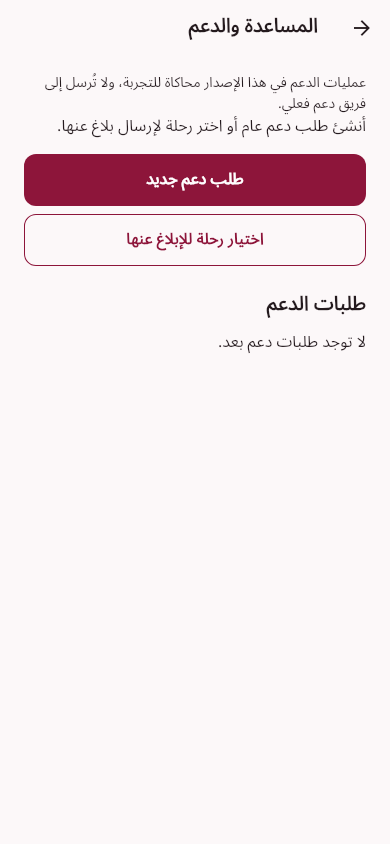 المساعدة والدعم
عمليات الدعم في هذا الإصدار محاكاة للتجربة، ولا تُرسل إلى
فريق دعم فعلي.
أنشئ طلب دعم عام أو اختر رحلة لإرسال بلاغ عنها.
طلب دعم جديد
اختيار رحلة للإبلاغ عنها
طلبات الدعم
لا توجد طلبات دعم بعد.